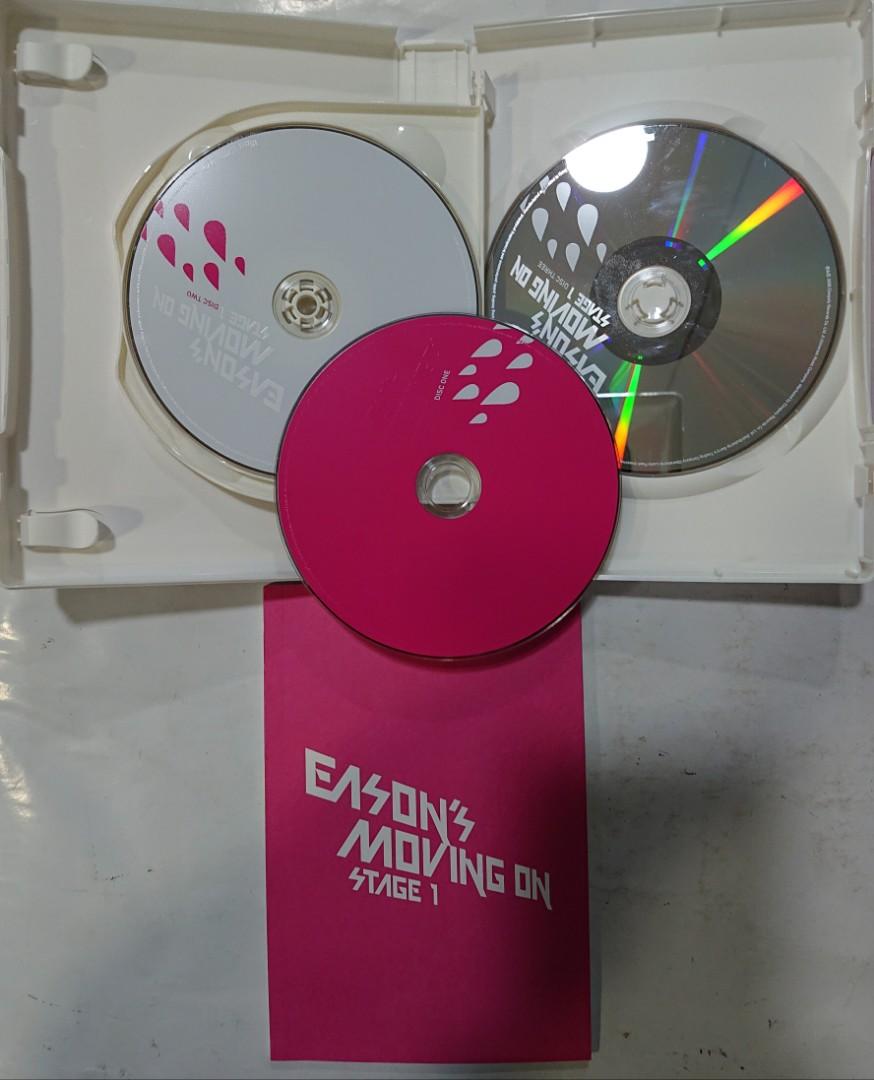 DISC TWO
EASON'S
MOVING ON
STAGE 1
DISC THREE
EASON'S
MOVING ON
STAGE 1
DISC ONE
EASON'S
MOVING ON
STAGE 1